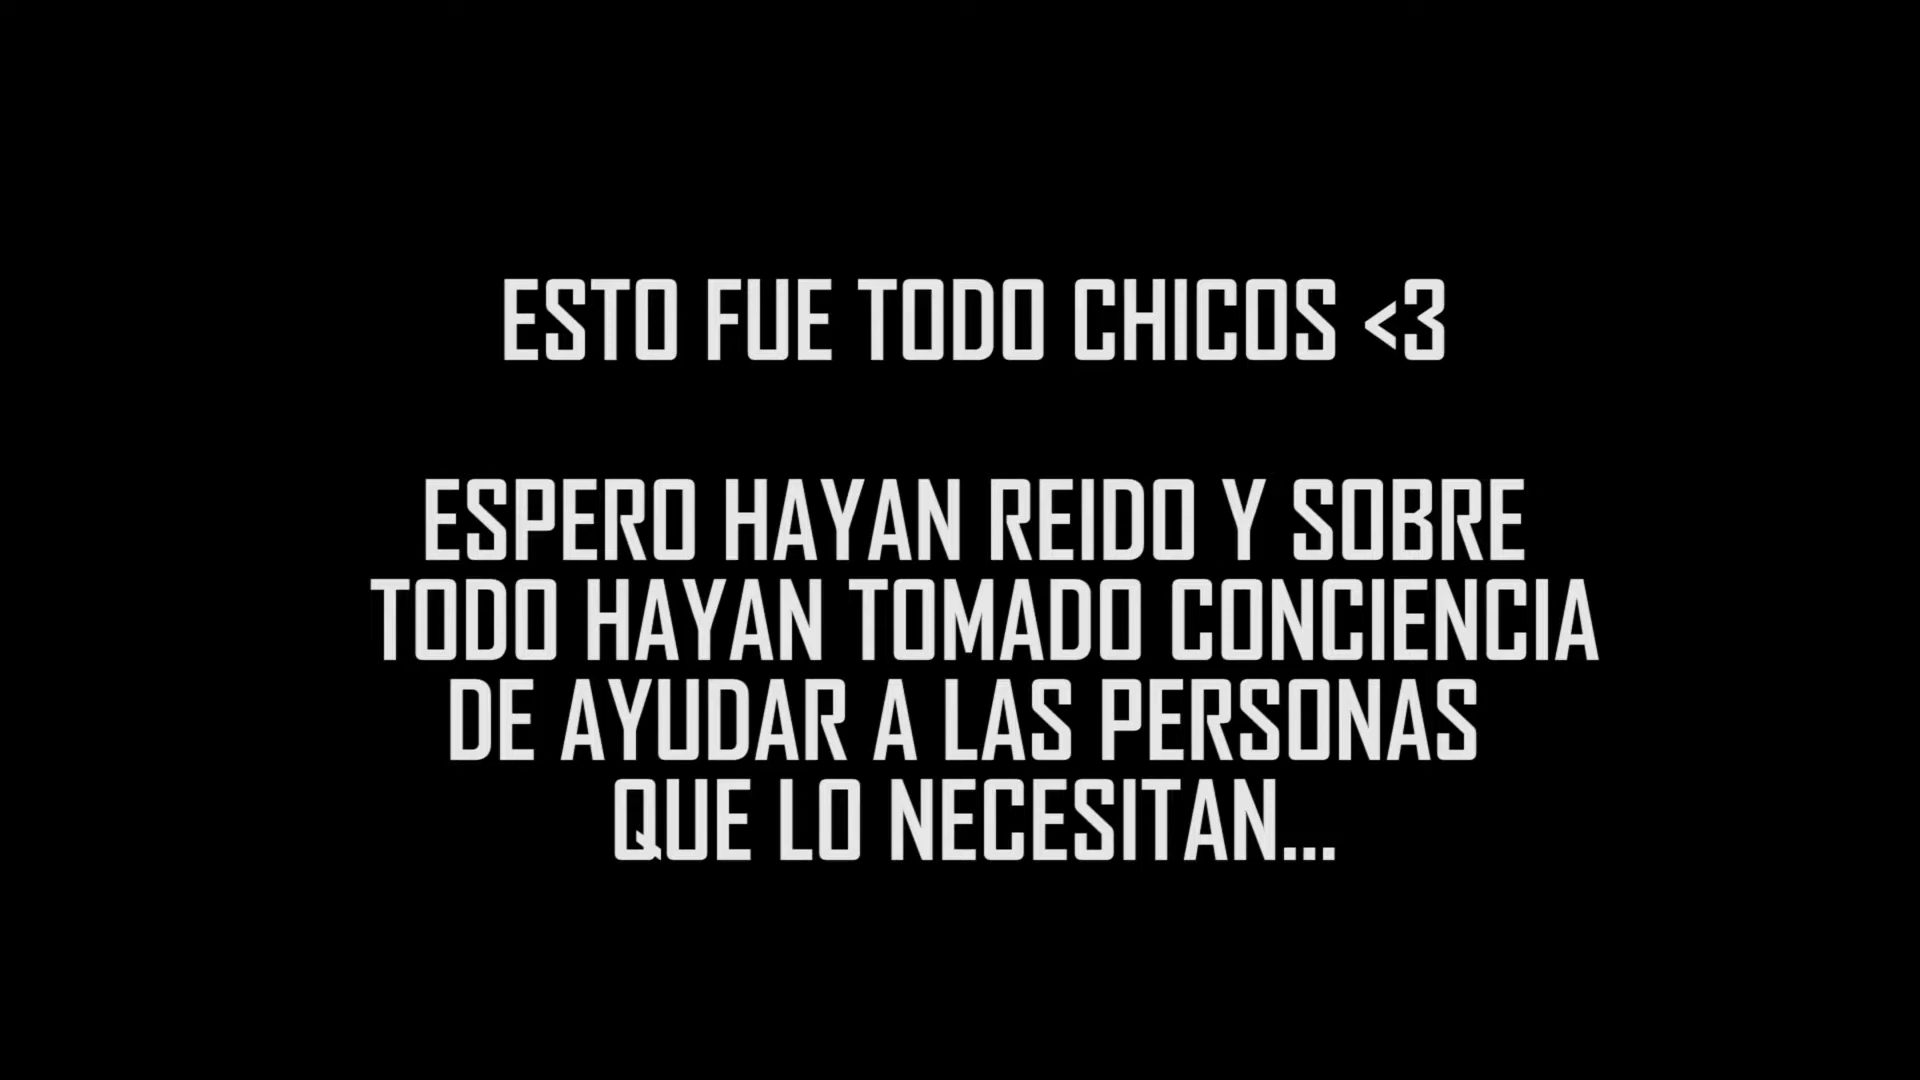 ESTO FUE TODO CHICOS <3
ESPERO HAYAN REIDO Y SOBRE
TODO HAYAN TOMADO CONCIENCIA
DE AYUDAR A LAS PERSONAS
QUE LO NECESITAN...